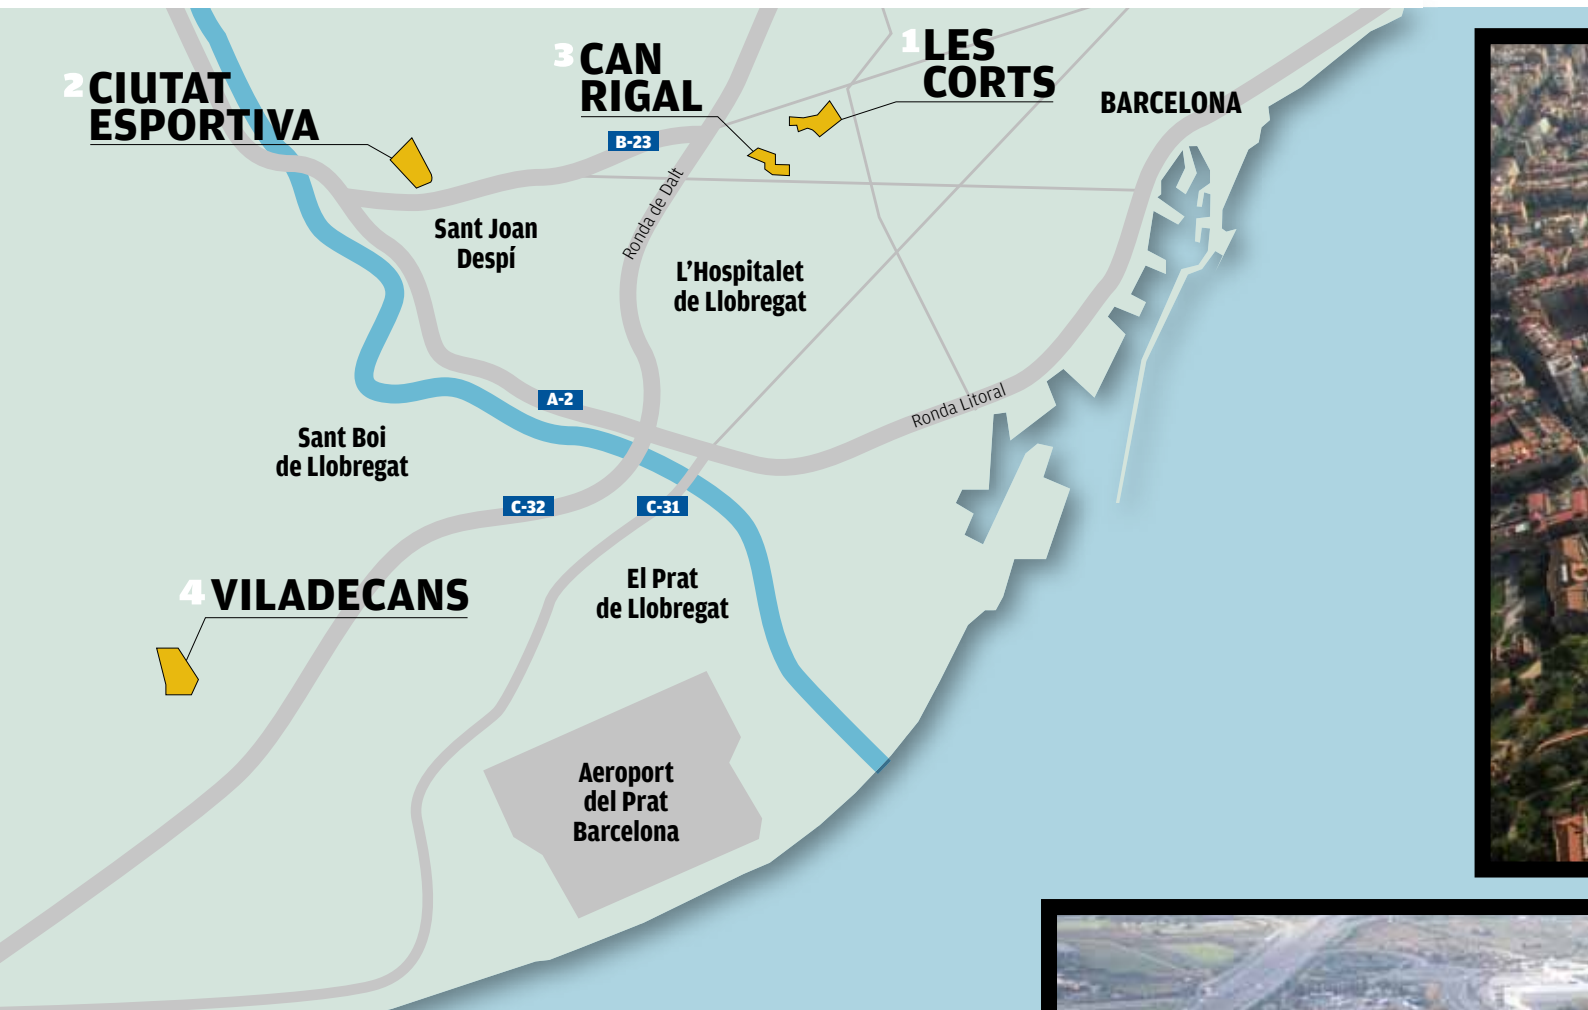 1 LES
CORTS
3 CAN
RIGAL
2 CIUTAT
ESPORTIVA
BARCELONA
B-23
Ronda de Dalt
Sant Joan
Despí
L'Hospitalet
de Llobregat
A-2
Ronda Litoral
Sant Boi
de Llobregat
C-32
C-31
El Prat
de Llobregat
4 VILADECANS
Aeroport
del Prat
Barcelona